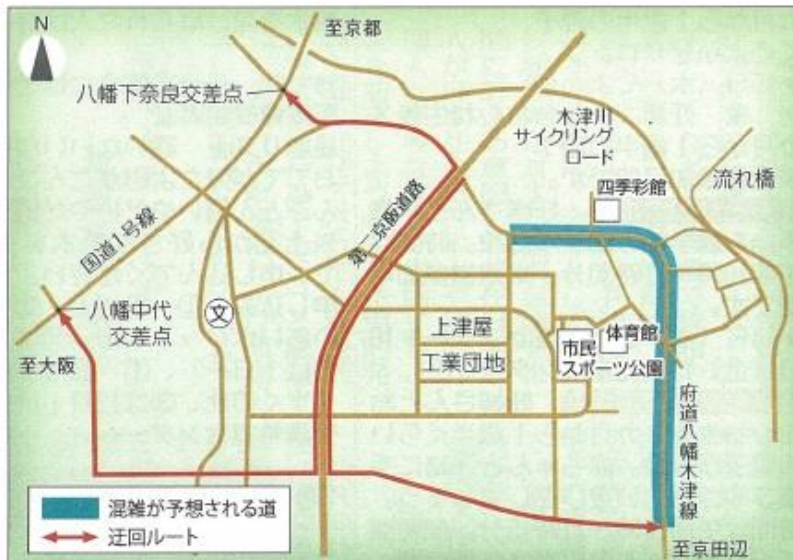 N
至京都
八幡下奈良交差点
木津川
サイクリング
ロード
四季彩館
流れ橋
国道1号線
第二京阪道路
八幡中代
交差点
文
至大阪
上津屋
工業団地
市民
スポーツ公園
体育館
府道八幡木津線
混雑が予想される道
迂回ルート
至京田辺